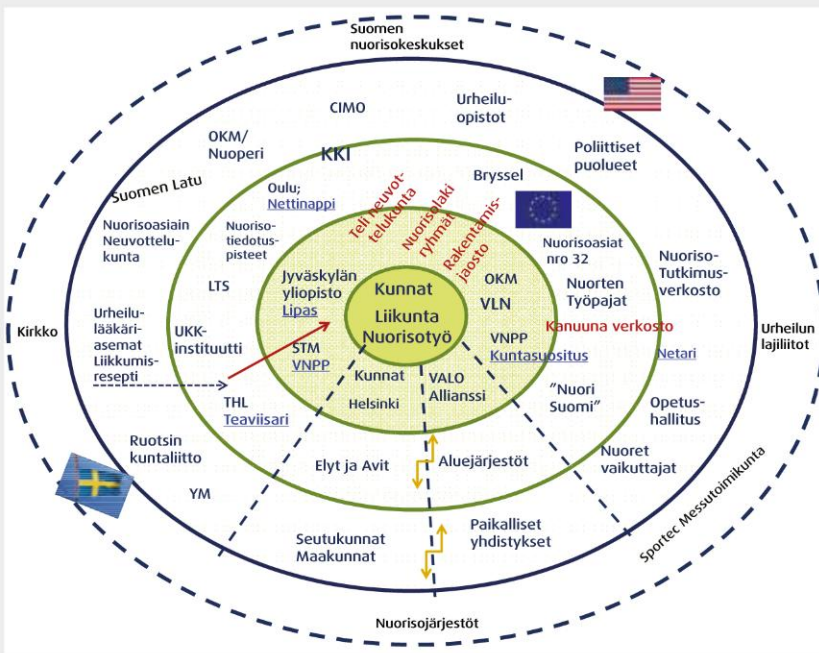 Suomen
nuorisokeskukset
CIMO
Urheilu-
opistot
OKM/
Nuoperi
KKI
Poliittiset
puolueet
Suomen Latu
Oulu;
Nettinappi
Teli neuvot-
telukunta
Nuorisolaki
ryhmät
Rakentamis-
jaosto
Bryssel
Nuorisoasiain
Neuvottelu-
kunta
Nuoriso-
tiedotus-
pisteet
Nuorisoasiat
nro 32
Nuoriso-
Tutkimus-
verkosto
LTS
Jyväskylän
yliopisto
Lipas
Kunnat
Liikunta
Nuorisotyö
OKM
VLN
Nuorten
Työpajat
Kirkko
Urheilu-
lääkäri-
asemat
Liikkumis-
resepti
UKK-
instituutti
STM
VNPP
VNPP
Kuntasuositus
Kanuuna verkosto
Netari
Urheilun
lajiliitot
THL
Teaviisari
Kunnat
Helsinki
VALO
Allianssi
"Nuori
Suomi"
Opetus-
hallitus
Ruotsin
kuntaliitto
YM
Elyt ja Avit
Aluejärjestöt
Nuoret
vaikuttajat
Seutukunnat
Maakunnat
Paikalliset
yhdistykset
Sportec Messutoimikunta
Nuorisojärjestöt